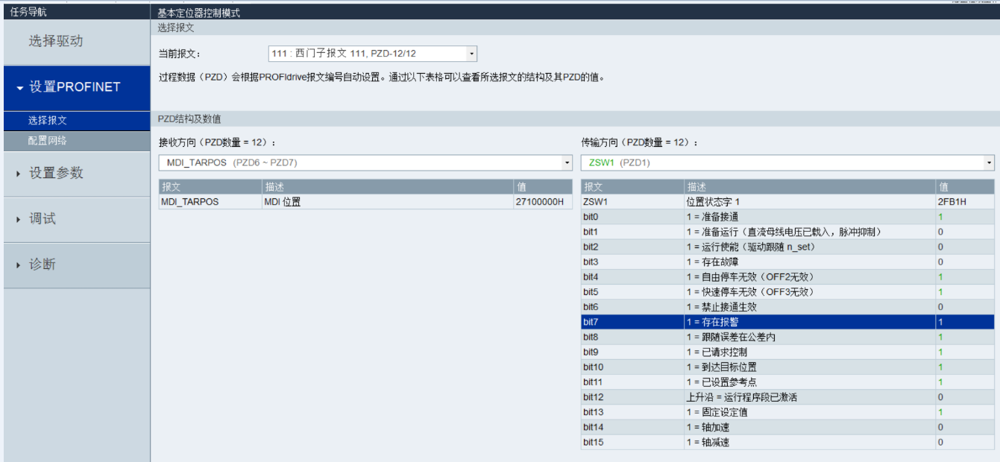 任务导航
基本定位器控制模式
选择驱动
设置PROFINET
选择报文
配置网络
设置参数
调试
诊断
选择报文
当前报文： 111 : 西门子报文 111, PZD-12/12
过程数据（PZD）会根据PROFIdrive报文编号自动设置。通过以下表格可以查看所选报文的结构及其PZD的值。
PZD结构及数值
接收方向（PZD数量 = 12）：
MDI_TARPOS (PZD6 ~ PZD7)
报文 描述 值
MDI_TARPOS MDI 位置 27100000H
传输方向（PZD数量 = 12）：
ZSW1 (PZD1)
报文 描述 值
ZSW1 位置状态字 1 2FB1H
bit0 1 = 准备接通 1
bit1 1 = 准备运行（直流母线电压已载入，脉冲抑制） 0
bit2 1 = 运行使能（驱动跟随 n_set） 0
bit3 1 = 存在故障 0
bit4 1 = 自由停车无效（OFF2无效） 1
bit5 1 = 快速停车无效（OFF3无效） 1
bit6 1 = 禁止接通生效 0
bit7 1 = 存在报警 1
bit8 1 = 跟随误差在公差内 1
bit9 1 = 已请求控制 1
bit10 1 = 到达目标位置 1
bit11 1 = 已设置参考点 1
bit12 上升沿 = 运行程序段已激活 0
bit13 1 = 固定设定值 1
bit14 1 = 轴加速 0
bit15 1 = 轴减速 0